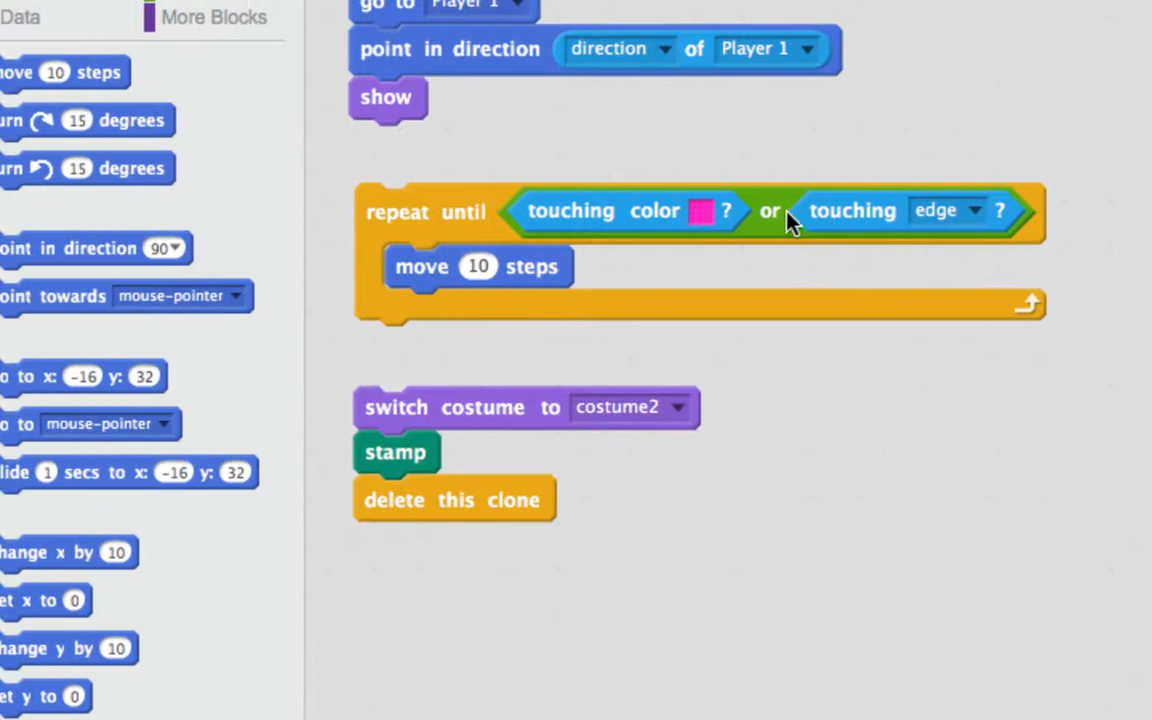 Data More Blocks
go to Player 1
point in direction direction of Player 1
show
move 10 steps
turn 15 degrees
turn 15 degrees
point in direction 90
point towards mouse-pointer
go to x: -16 y: 32
go to mouse-pointer
glide 1 secs to x: -16 y: 32
change x by 10
set x to 0
change y by 10
set y to 0
repeat until touching color ? or touching edge ?
move 10 steps
switch costume to costume2
stamp
delete this clone